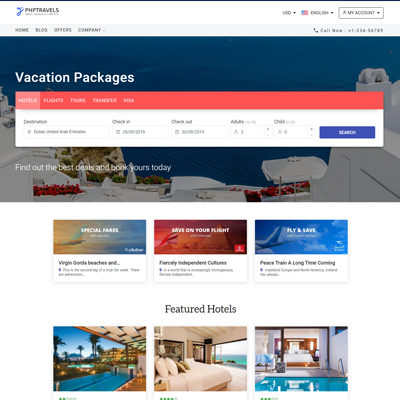 PHPTRAVELS
USD
ENGLISH
MY ACCOUNT
HOME BLOG OFFERS COMPANY
Call Now : +1-234-56789
Vacation Packages
HOTELS FLIGHTS TOURS TRANSFER VISA
Destination Check in Check out Adults Child
Dubai, United Arab Emirates 29/09/2019 30/09/2019 2 0 SEARCH
Find out the best deals and book yours today
SPECIAL FARES SAVE ON YOUR FLIGHT FLY & SAVE
Virgin Gorda beaches Fiercely Independent Cultures Peace Train A Long Time Coming
This is the second leg of a truly fun week. There are adventures... In a world that is increasingly homogenous, fiercely independent... mainland Europe and North America, Iceland has always...
Featured Hotels